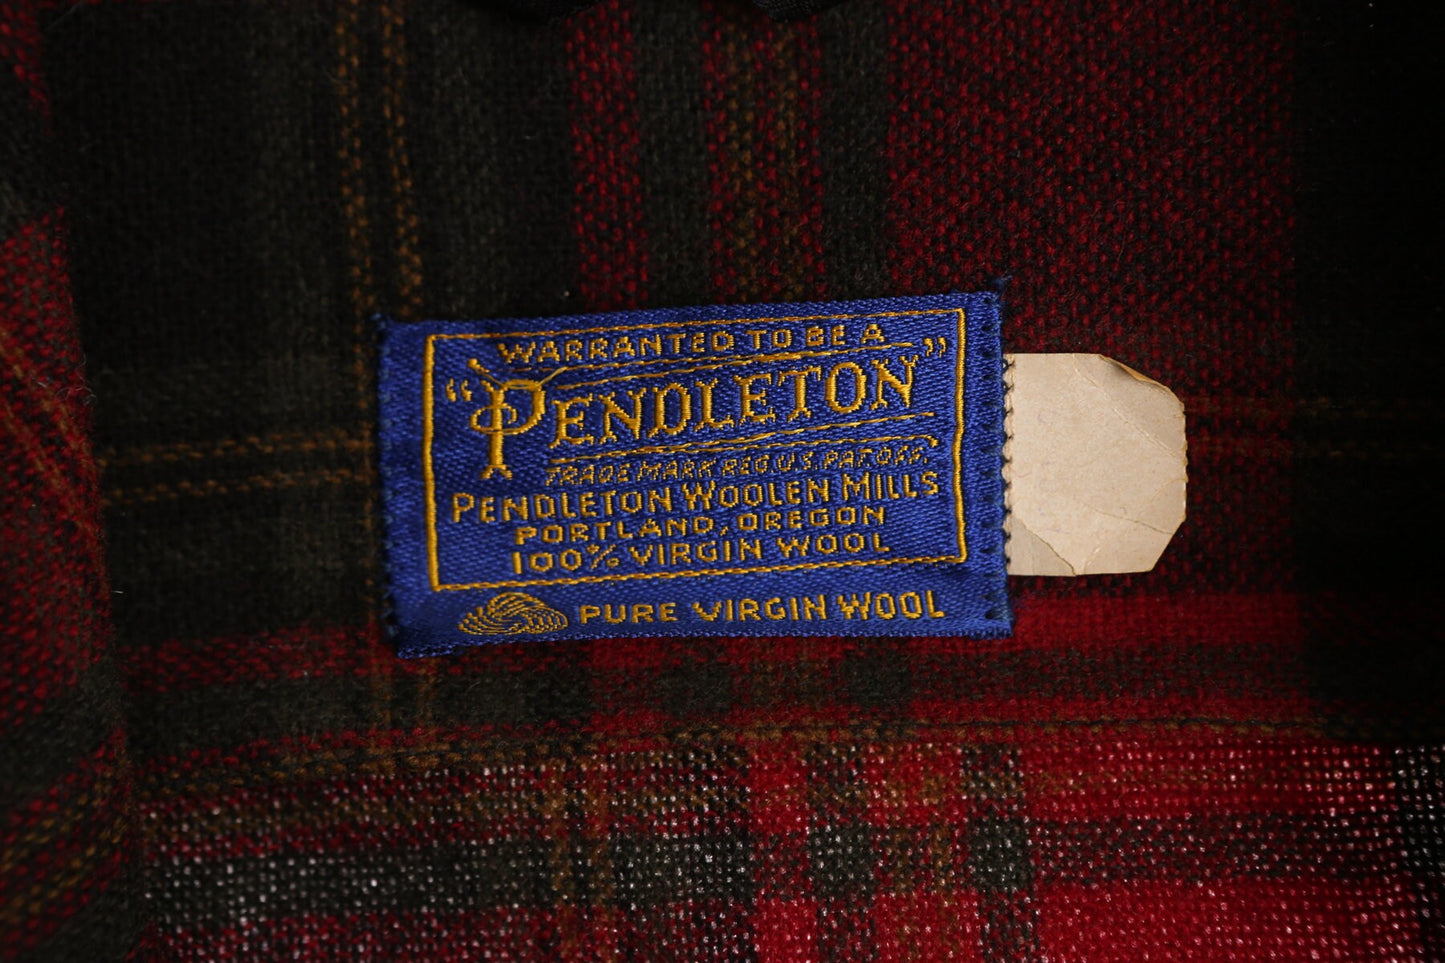 WARRANTED TO BE A
"PENDLETON"
TRADE MARK REG. U.S. PAT. OFF.
PENDLETON WOOLEN MILLS
PORTLAND, OREGON
100% VIRGIN WOOL
PURE VIRGIN WOOL